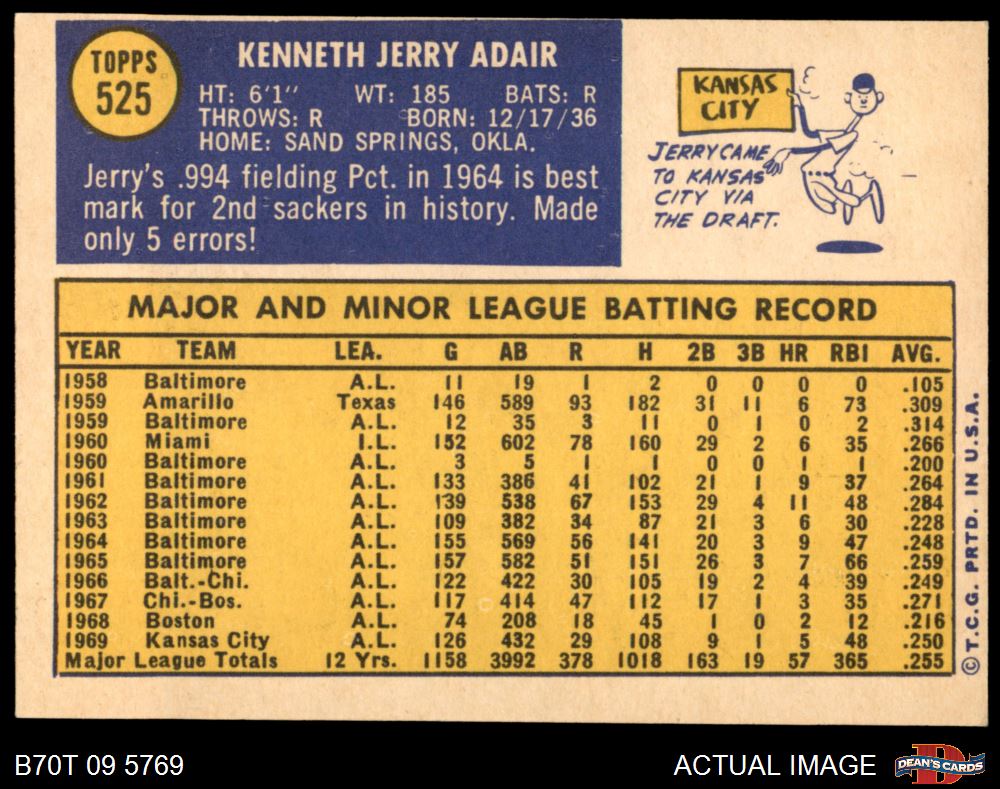 TOPPS
525
KENNETH JERRY ADAIR
HT: 6'1" WT: 185 BATS: R
THROWS: R BORN: 12/17/36
HOME: SAND SPRINGS, OKLA.
Jerry's .994 fielding Pct. in 1964 is best
mark for 2nd sackers in history. Made
only 5 errors!
KANSAS
CITY
JERRY CAME
TO KANSAS
CITY VIA
THE DRAFT.
MAJOR AND MINOR LEAGUE BATTING RECORD
YEAR TEAM LEA. G AB R H 2B 3B HR RBI AVG.
1958 Baltimore A.L. 11 19 1 2 0 0 0 0 .105
1959 Amarillo Texas 146 589 93 182 31 11 6 73 .309
1959 Baltimore A.L. 12 35 3 11 0 1 0 2 .314
1960 Miami I.L. 152 602 78 160 29 2 6 35 .266
1960 Baltimore A.L. 3 5 1 1 0 0 1 1 .200
1961 Baltimore A.L. 133 386 41 102 21 1 9 37 .264
1962 Baltimore A.L. 139 538 67 153 29 4 11 48 .284
1963 Baltimore A.L. 109 382 34 87 21 3 6 30 .228
1964 Baltimore A.L. 155 569 56 141 20 3 9 47 .248
1965 Baltimore A.L. 157 582 51 151 26 3 7 66 .259
1966 Balt.-Chi. A.L. 122 422 30 105 19 2 4 39 .249
1967 Chi.-Bos. A.L. 117 414 47 112 17 1 3 35 .271
1968 Boston A.L. 74 208 18 45 1 0 2 12 .216
1969 Kansas City A.L. 126 432 29 108 9 1 5 48 .250
Major League Totals 12 Yrs. 1158 3992 378 1018 163 19 57 365 .255
© T.C.G. PRTD. IN U.S.A.
B70T 09 5769
ACTUAL IMAGE
DEAN'S CARDS